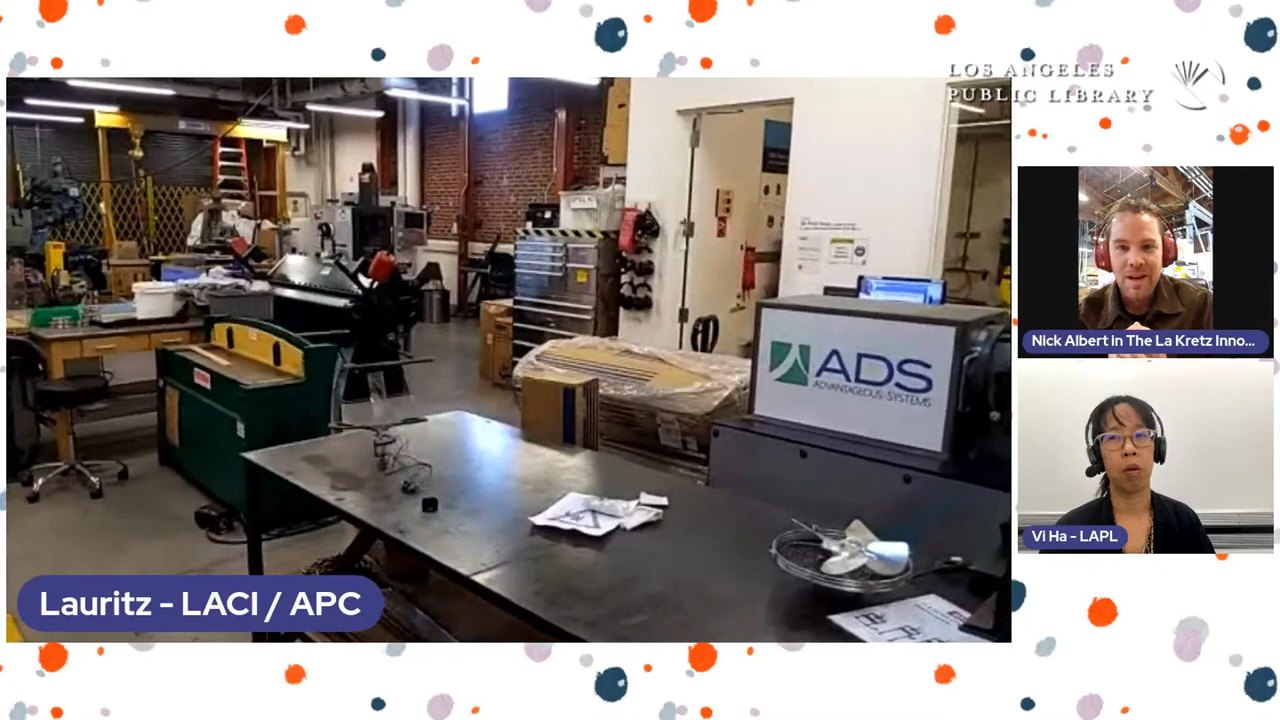 LOS ANGELES
PUBLIC LIBRARY
ADS
ADVANTAGEOUS SYSTEMS
Nick Albert in The La Kretz Inno...
Vi Ha - LAPL
Lauritz - LACI / APC